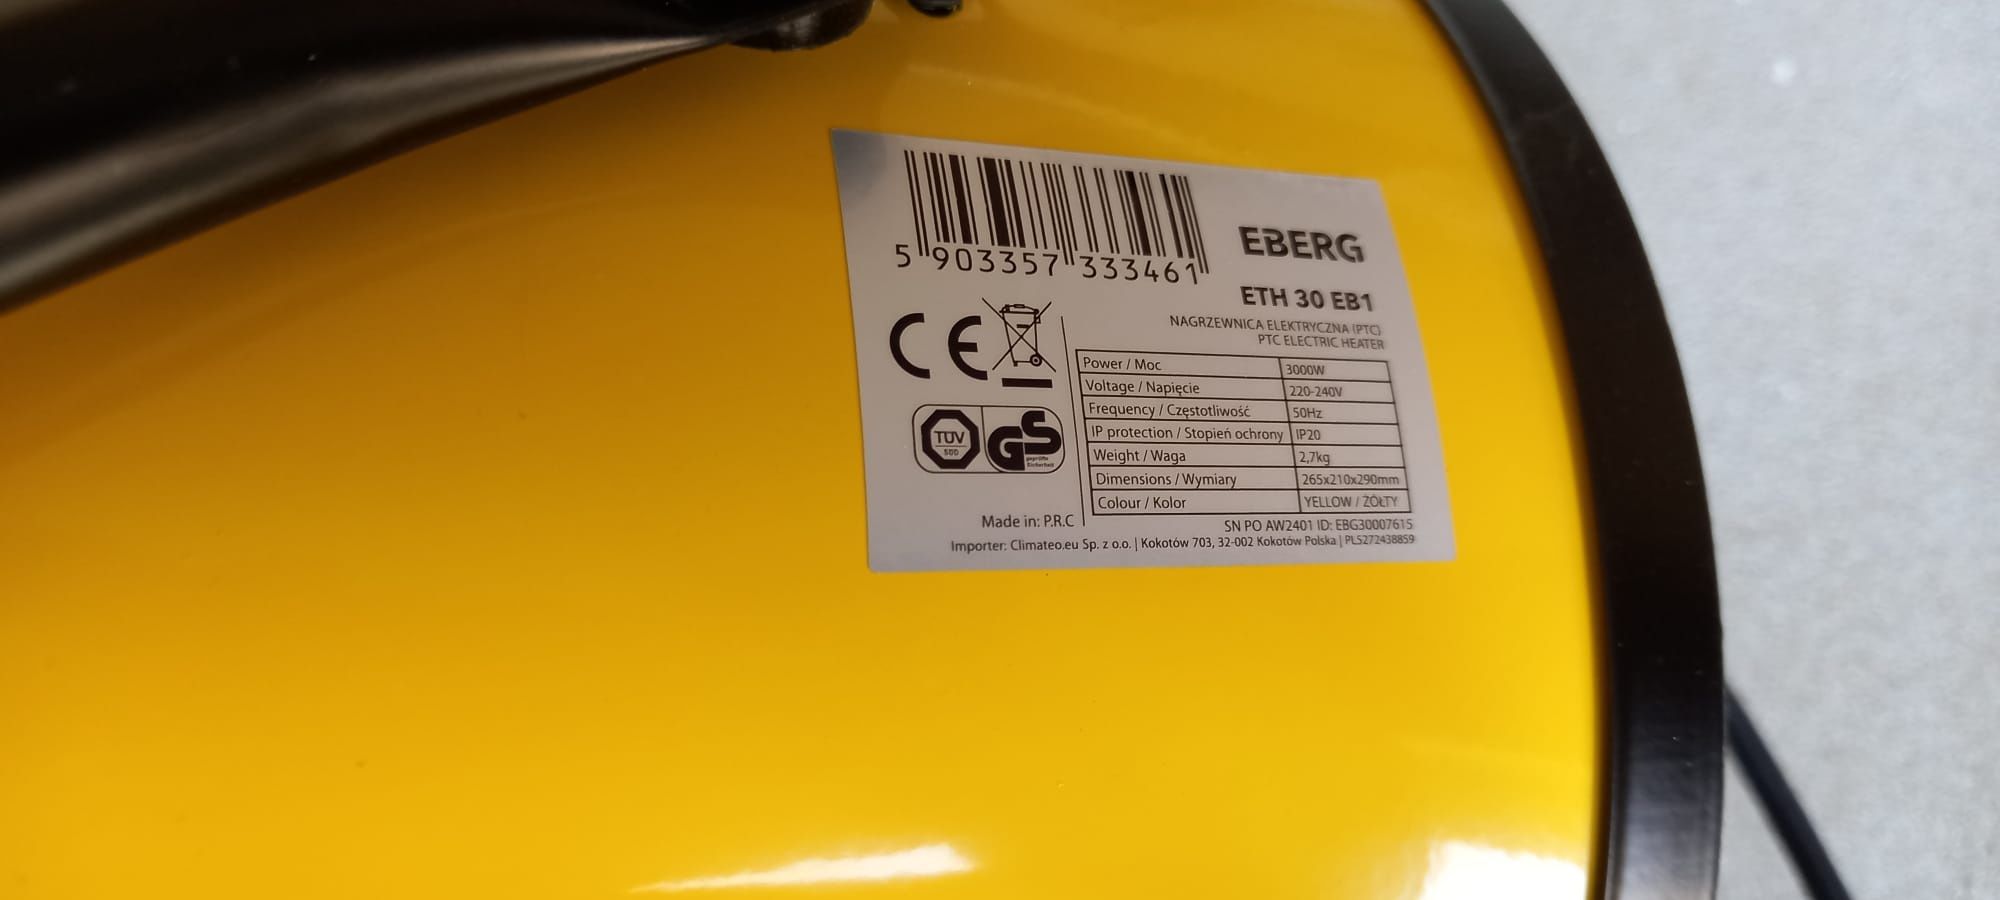 5 903357 333461
EBERG
ETH 30 EB1
NAGRZEWNICA ELEKTRYCZNA (PTC)
PTC ELECTRIC HEATER
CE
TÜV
SÜD
GS
geprüfte
Sicherheit
Power / Moc 3000W
Voltage / Napięcie 220-240V
Frequency / Częstotliwość 50Hz
IP protection / Stopień ochrony IP20
Weight / Waga 2,7kg
Dimensions / Wymiary 265x210x290mm
Colour / Kolor YELLOW / ŻÓŁTY
Made in: P.R.C
SN PO AW2401 ID: EBG30007615
Importer: Climateo.eu Sp. z o.o. | Kokotów 703, 32-002 Kokotów Polska | PL5272438859